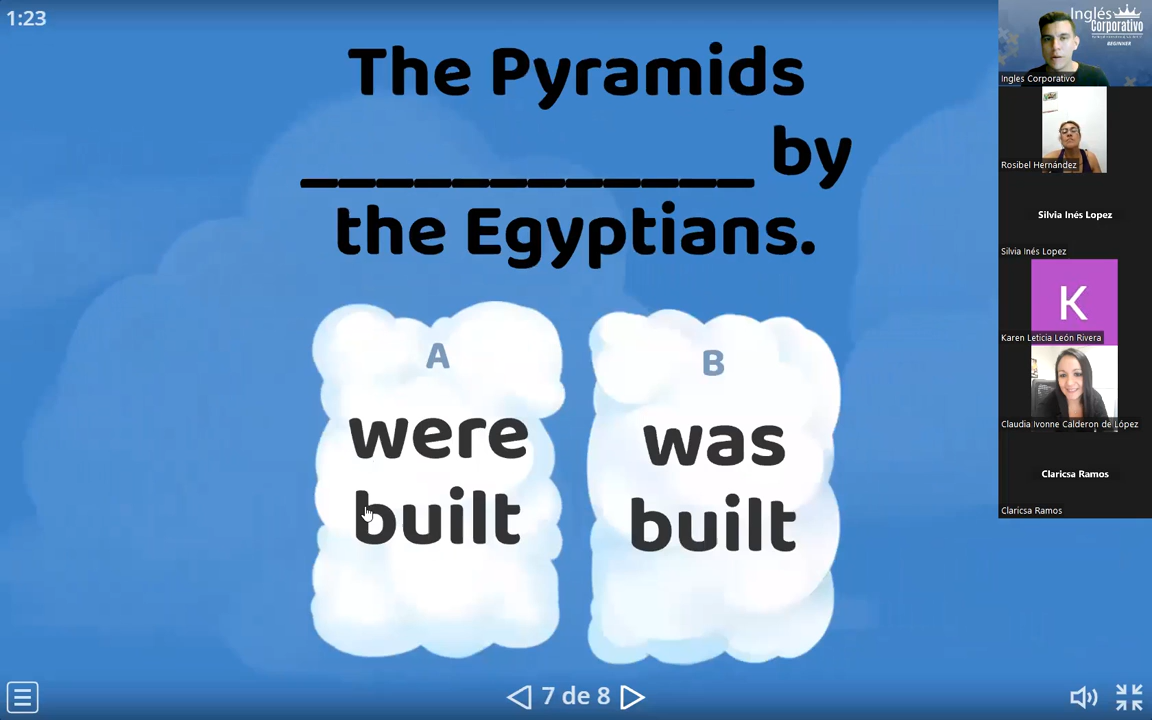 1:23
The Pyramids
_____________ by
the Egyptians.
A
were
built
B
was
built
7 de 8
Inglés
Corporativo
BEGINNER
Ingles Corporativo
Rosibel Hernández
Silvia Inés Lopez
Silvia Inés Lopez
K
Karen Leticia León Rivera
Claudia Ivonne Calderon de López
Claricsa Ramos
Claricsa Ramos